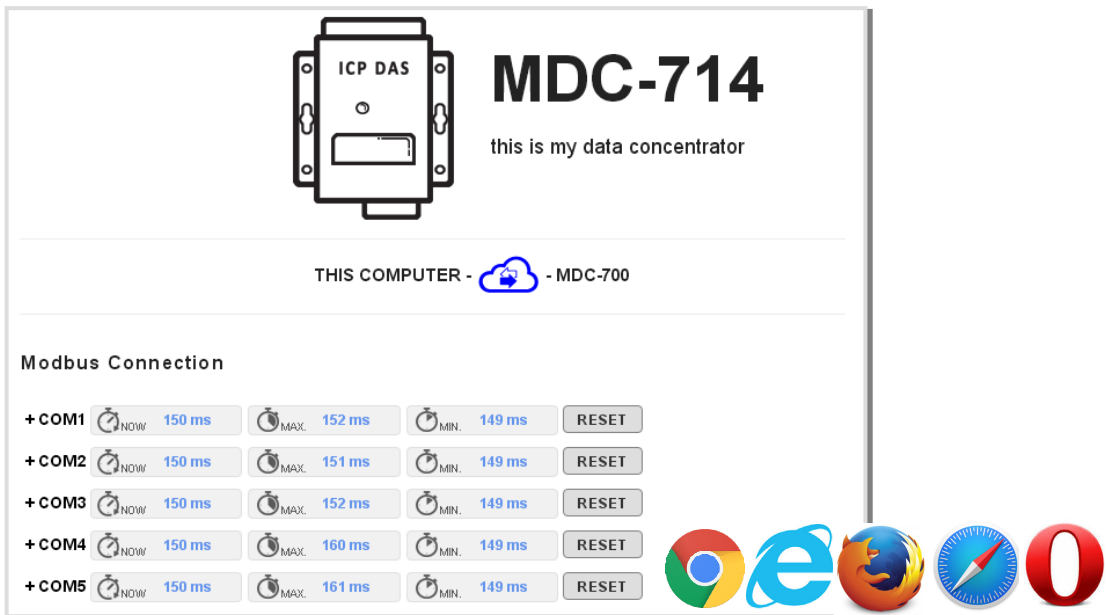 ICP DAS
MDC-714
this is my data concentrator
THIS COMPUTER - - MDC-700
Modbus Connection
+ COM1 NOW 150 ms MAX. 152 ms MIN. 149 ms RESET
+ COM2 NOW 150 ms MAX. 151 ms MIN. 149 ms RESET
+ COM3 NOW 150 ms MAX. 152 ms MIN. 149 ms RESET
+ COM4 NOW 150 ms MAX. 160 ms MIN. 149 ms RESET
+ COM5 NOW 150 ms MAX. 161 ms MIN. 149 ms RESET